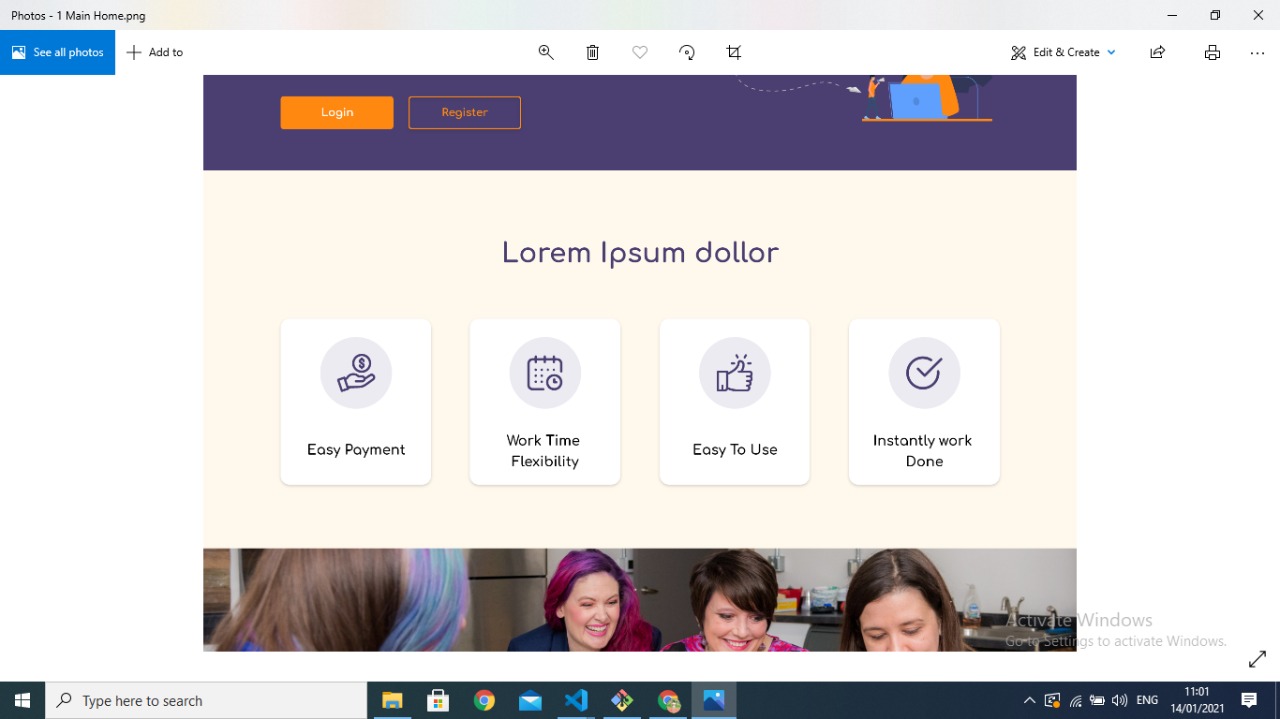 Photos - 1 Main Home.png
See all photos
Add to
Edit & Create
Login
Register
Lorem Ipsum dollor
Easy Payment
Work Time
Flexibility
Easy To Use
Instantly work
Done
Activate Windows
Go to Settings to activate Windows.
Type here to search
ENG
11:01
14/01/2021